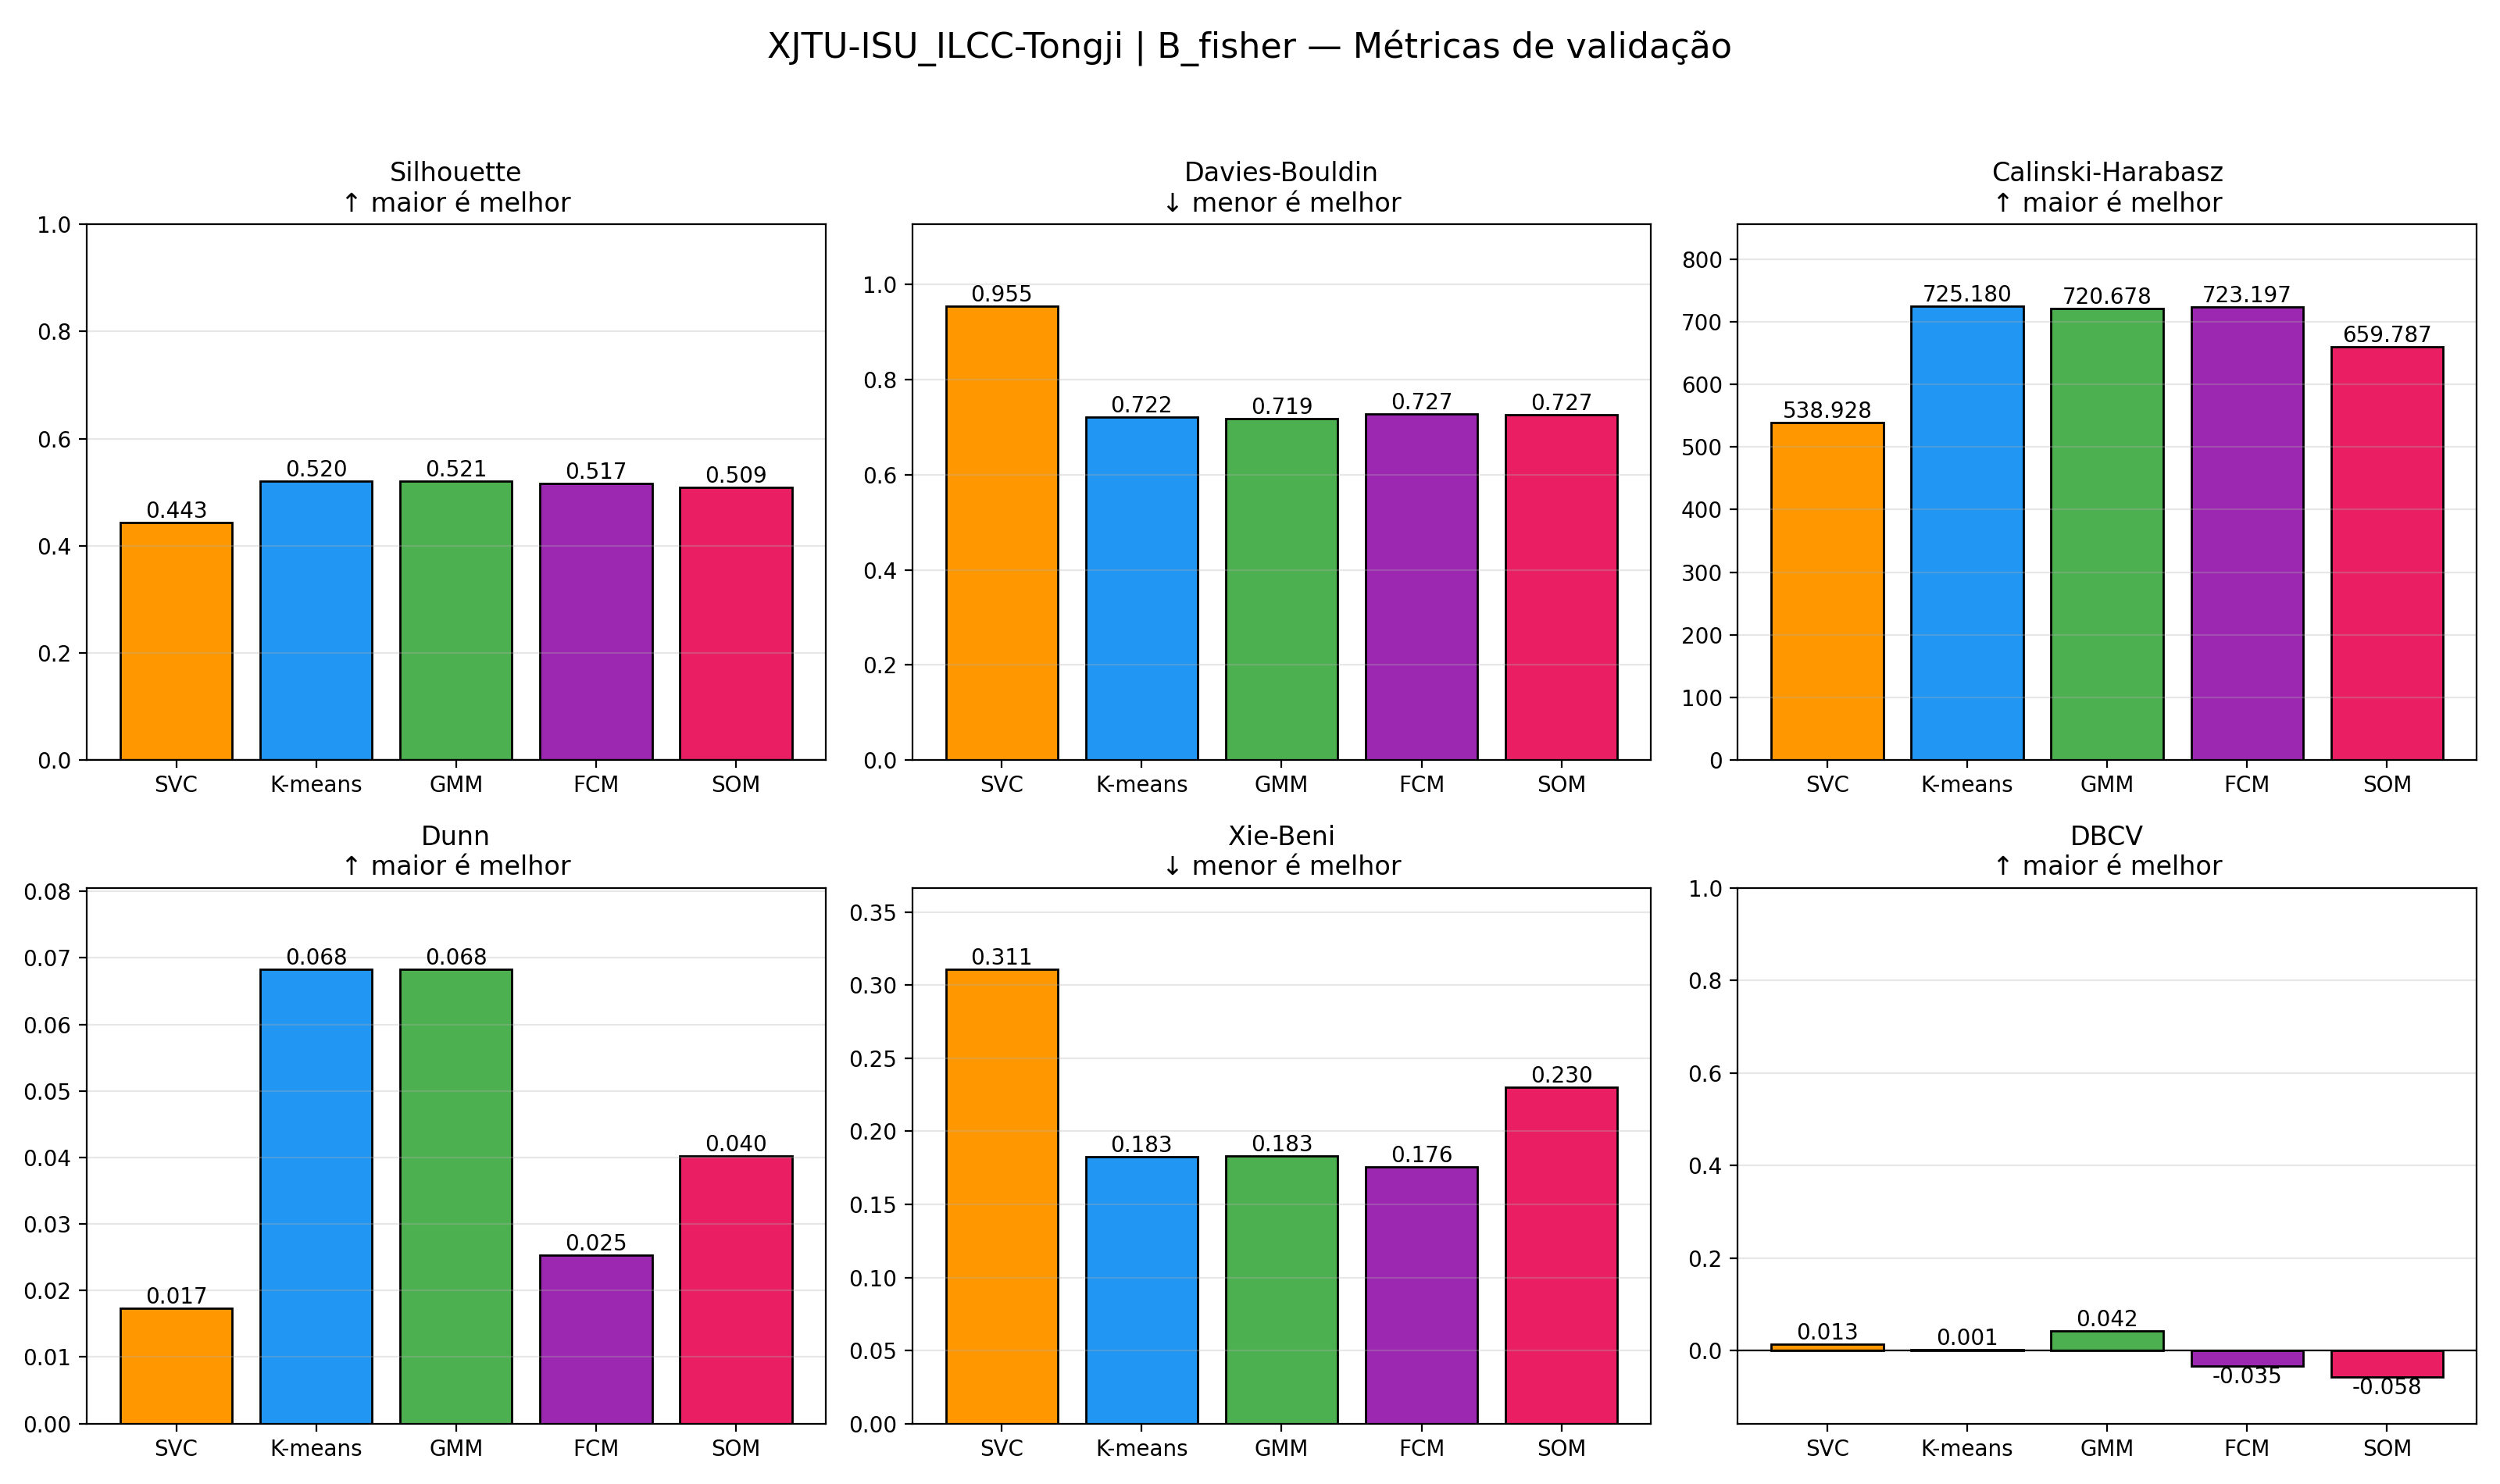 XJTU-ISU_ILCC-Tongji | B_fisher — Métricas de validação
Silhouette
↑ maior é melhor
1.0
0.8
0.6
0.4
0.2
0.0
0.443
0.520
0.521
0.517
0.509
SVC
K-means
GMM
FCM
SOM
Davies-Bouldin
↓ menor é melhor
1.0
0.8
0.6
0.4
0.2
0.0
0.955
0.722
0.719
0.727
0.727
SVC
K-means
GMM
FCM
SOM
Calinski-Harabasz
↑ maior é melhor
800
700
600
500
400
300
200
100
0
538.928
725.180
720.678
723.197
659.787
SVC
K-means
GMM
FCM
SOM
Dunn
↑ maior é melhor
0.08
0.07
0.06
0.05
0.04
0.03
0.02
0.01
0.00
0.017
0.068
0.068
0.025
0.040
SVC
K-means
GMM
FCM
SOM
Xie-Beni
↓ menor é melhor
0.35
0.30
0.25
0.20
0.15
0.10
0.05
0.00
0.311
0.183
0.183
0.176
0.230
SVC
K-means
GMM
FCM
SOM
DBCV
↑ maior é melhor
1.0
0.8
0.6
0.4
0.2
0.0
0.013
0.001
0.042
-0.035
-0.058
SVC
K-means
GMM
FCM
SOM